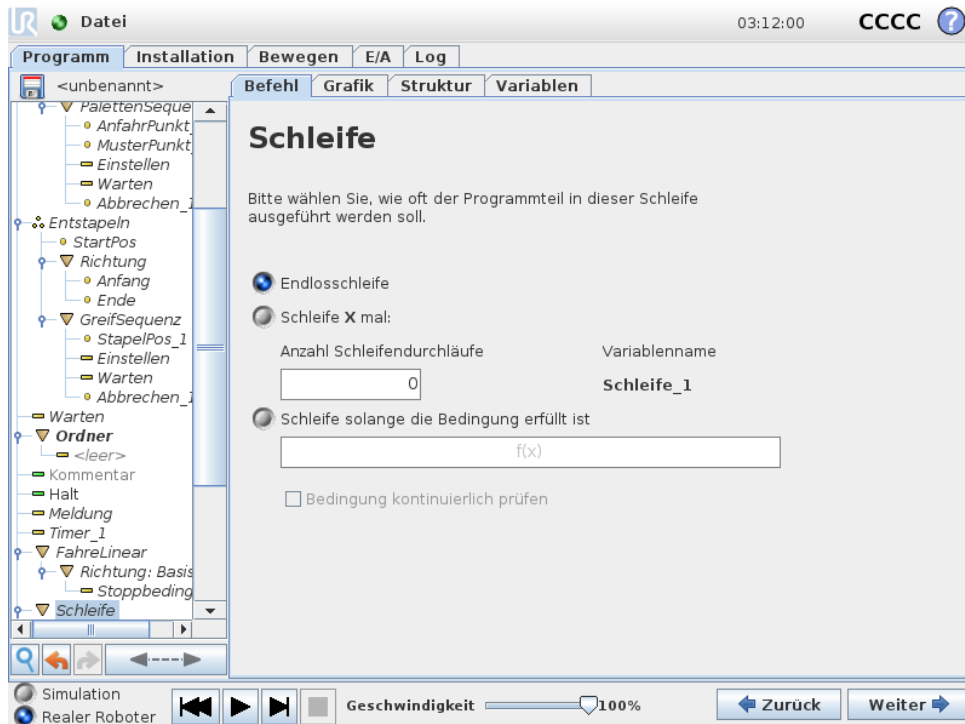 UR Datei 03:12:00 CCCC ?
Programm Installation Bewegen E/A Log
<unbenannt>
Befehl Grafik Struktur Variablen
PalettenSeque
AnfahrPunkt_
MusterPunkt_
Einstellen
Warten
Abbrechen_1
Entstapeln
StartPos
Richtung
Anfang
Ende
GreifSequenz
StapelPos_1
Einstellen
Warten
Abbrechen_1
Warten
Ordner
<leer>
Kommentar
Halt
Meldung
Timer_1
FahreLinear
Richtung: Basis
Stoppbeding
Schleife
Schleife
Bitte wählen Sie, wie oft der Programmteil in dieser Schleife
ausgeführt werden soll.
Endlosschleife
Schleife X mal:
Anzahl Schleifendurchläufe Variablenname
0 Schleife_1
Schleife solange die Bedingung erfüllt ist
f(x)
Bedingung kontinuierlich prüfen
Simulation
Realer Roboter
Geschwindigkeit 100%
Zurück Weiter